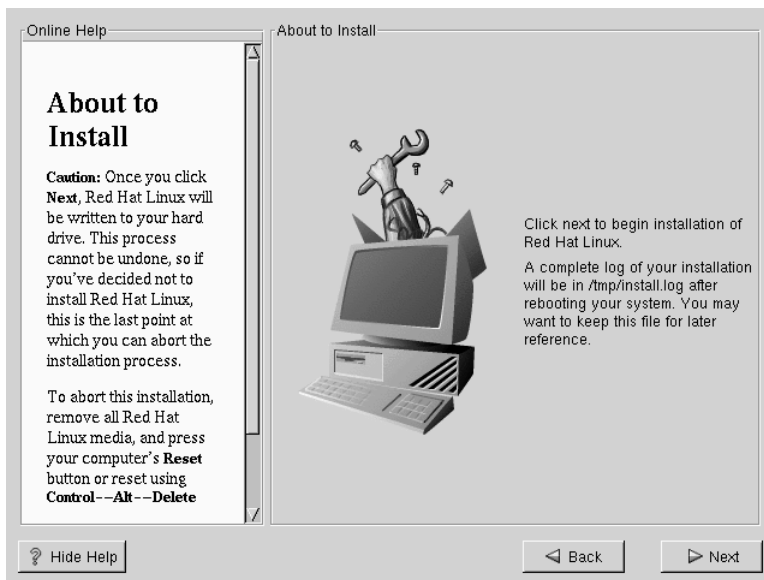 Online Help
About to
Install
Caution: Once you click
Next, Red Hat Linux will
be written to your hard
drive. This process
cannot be undone, so if
you've decided not to
install Red Hat Linux,
this is the last point at
which you can abort the
installation process.
To abort this installation,
remove all Red Hat
Linux media, and press
your computer's Reset
button or reset using
Control--Alt--Delete
About to Install
Click next to begin installation of
Red Hat Linux.
A complete log of your installation
will be in /tmp/install.log after
rebooting your system. You may
want to keep this file for later
reference.
Hide Help
Back
Next